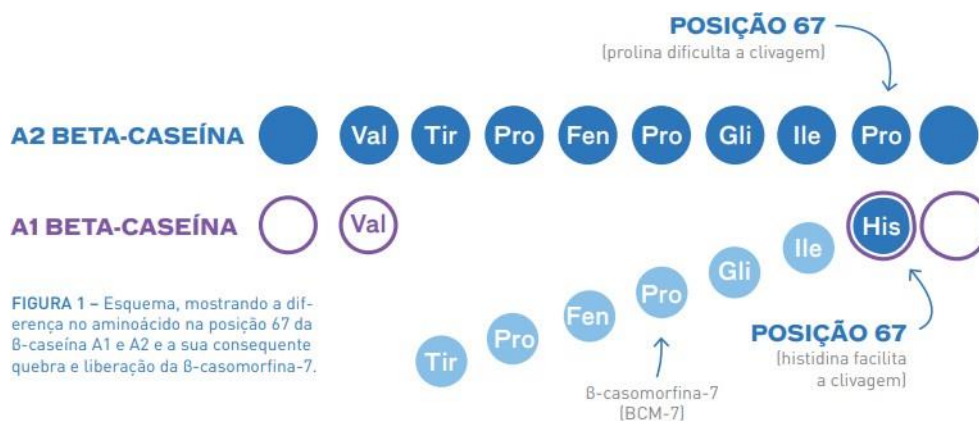 POSIÇÃO 67
(prolina dificulta a clivagem)
A2 BETA-CASEÍNA
Val Tir Pro Fen Pro Gli Ile Pro
A1 BETA-CASEÍNA
Val
His
Ile
Gli
Pro
Fen
Pro
Tir
FIGURA 1 – Esquema, mostrando a dif-
erença no aminoácido na posição 67 da
ß-caseína A1 e A2 e a sua consequente
quebra e liberação da ß-casomorfina-7.
ß-casomorfina-7
(BCM-7)
POSIÇÃO 67
(histidina facilita
a clivagem)